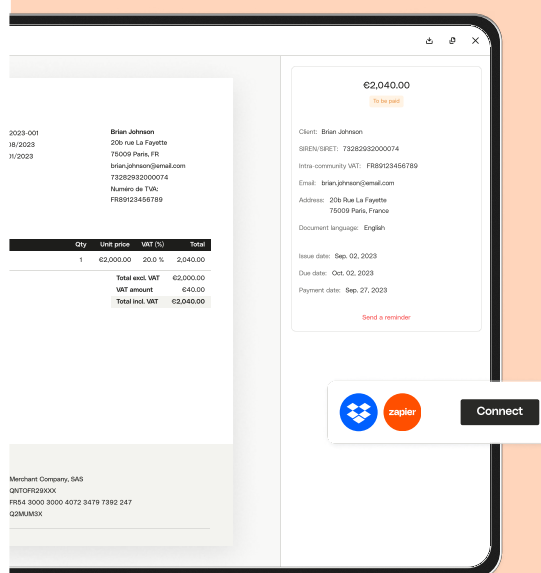 2023-001
08/2023
01/2023
Brian Johnson
20b rue La Fayette
75009 Paris, FR
brian.johnson@email.com
73282932000074
Numéro de TVA:
FR89123456789
Qty Unit price VAT (%) Total
1 €2,000.00 20.0 % 2,040.00
Total excl. VAT €2,000.00
VAT amount €40.00
Total incl. VAT €2,040.00
Merchant Company, SAS
QNTOFR29XXX
FR54 3000 3000 4072 3479 7392 247
Q2MUM3X
€2,040.00
To be paid
Client: Brian Johnson
SIREN/SIRET: 73282932000074
Intra-community VAT: FR89123456789
Email: brian.johnson@email.com
Address: 20b Rue La Fayette
75009 Paris, France
Document language: English
Issue date: Sep. 02, 2023
Due date: Oct. 02, 2023
Payment date: Sep. 27, 2023
Send a reminder
zapier
Connect